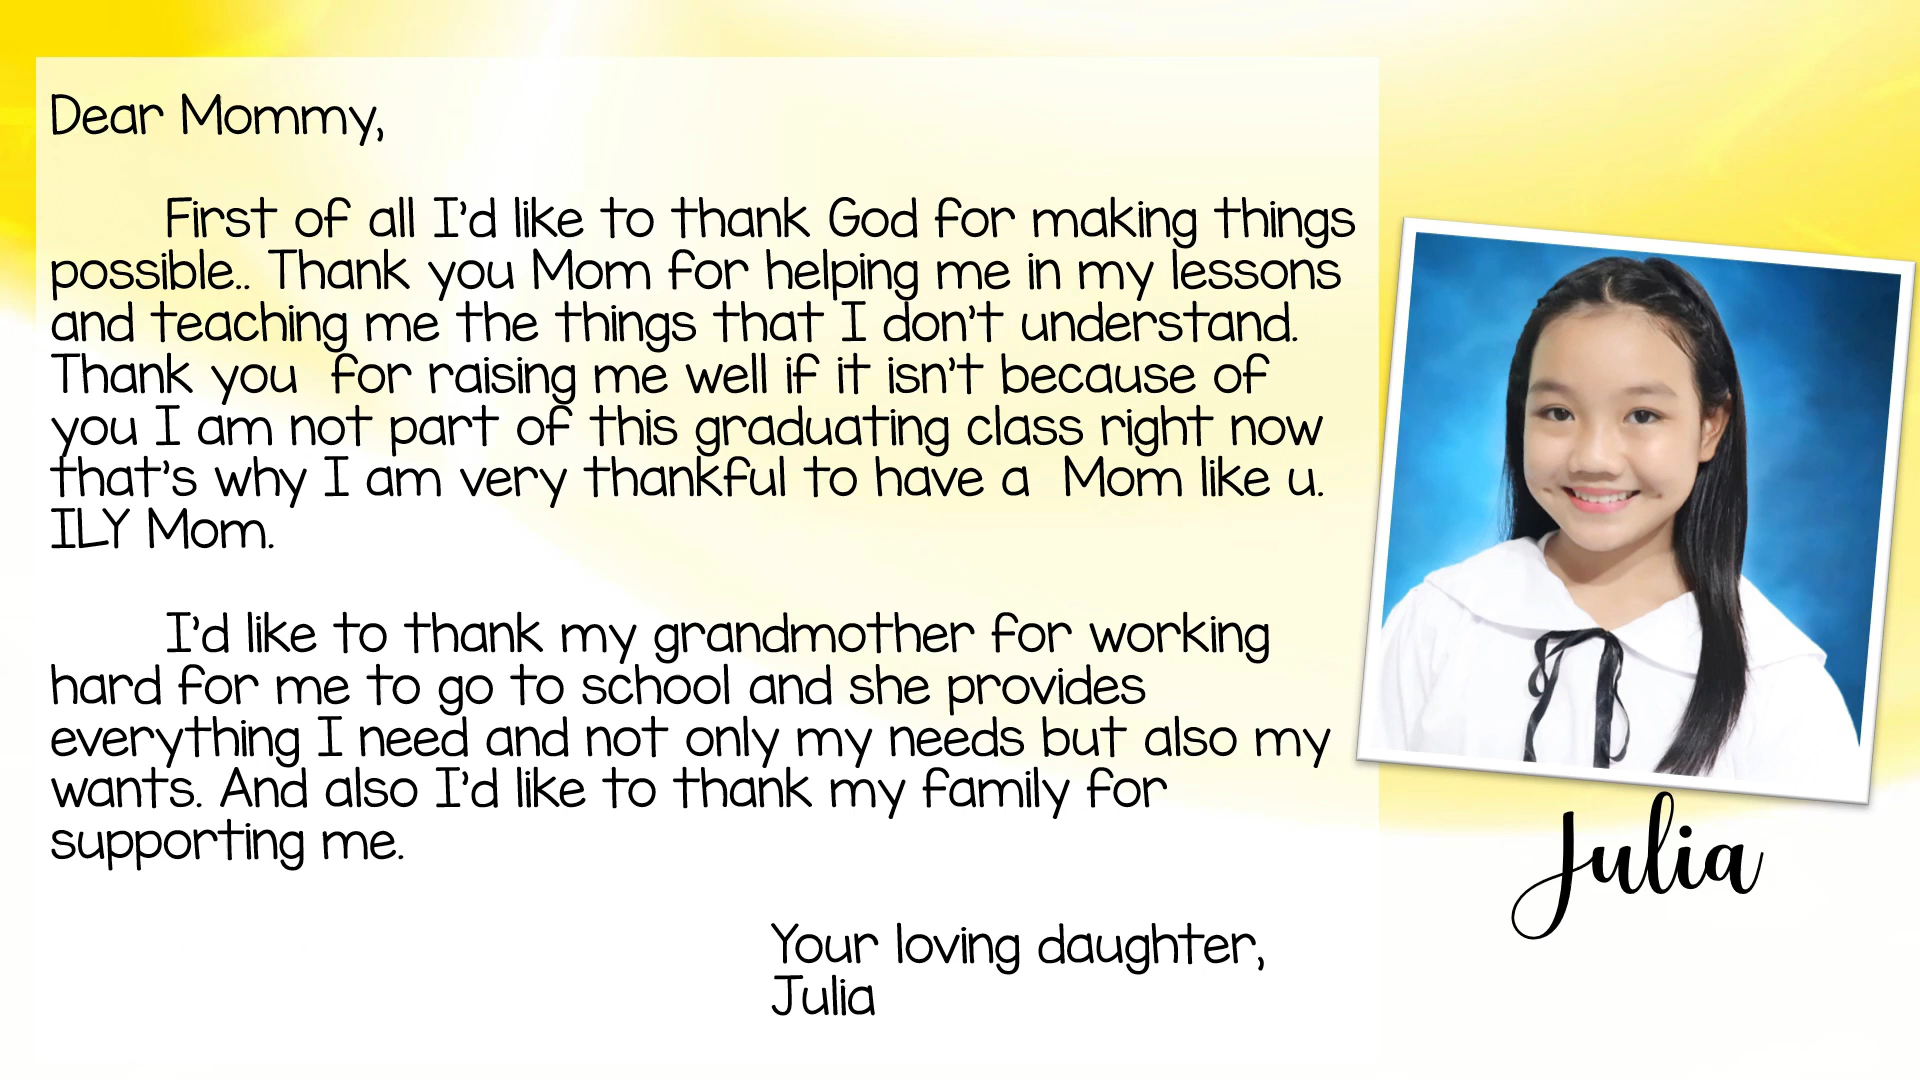 Dear Mommy,
First of all I'd like to thank God for making things
possible.. Thank you Mom for helping me in my lessons
and teaching me the things that I don't understand.
Thank you  for raising me well if it isn't because of
you I am not part of this graduating class right now
that's why I am very thankful to have a  Mom like u.
ILY Mom.
I'd like to thank my grandmother for working
hard for me to go to school and she provides
everything I need and not only my needs but also my
wants. And also I'd like to thank my family for
supporting me.
Your loving daughter,
Julia
Julia